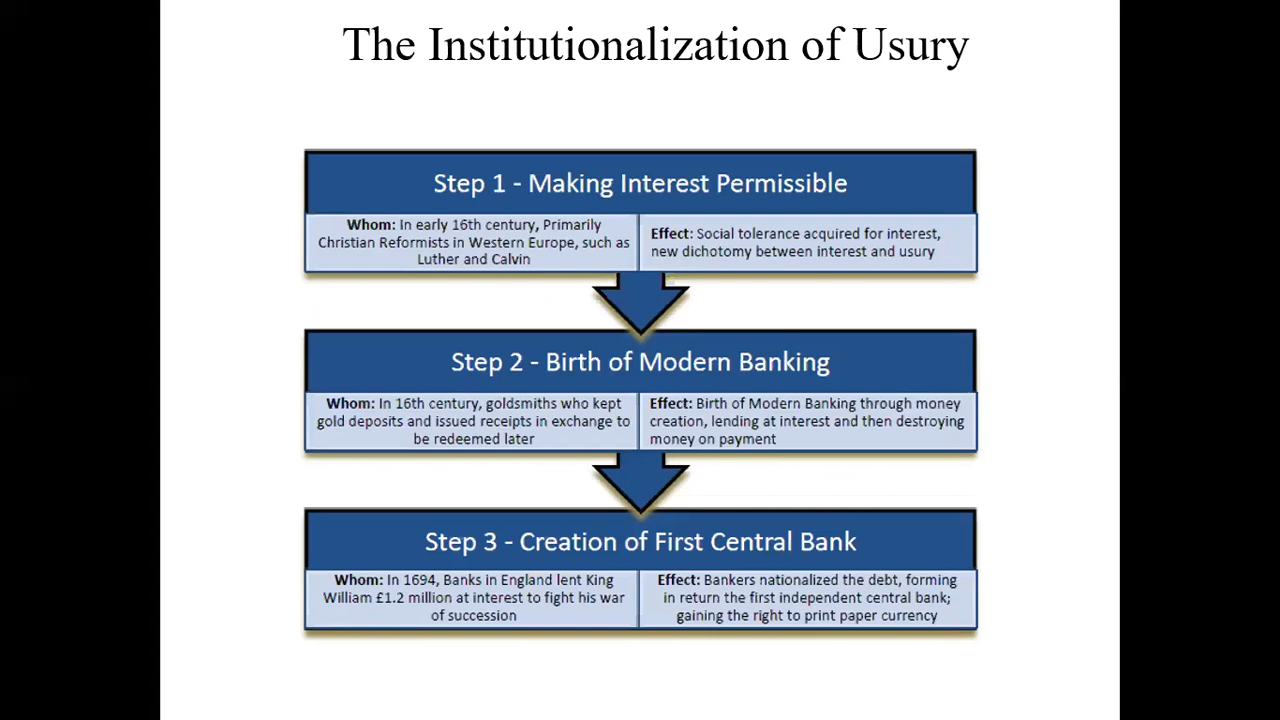 The Institutionalization of Usury
Step 1 - Making Interest Permissible
Whom: In early 16th century, Primarily
Christian Reformists in Western Europe, such as
Luther and Calvin
Effect: Social tolerance acquired for interest,
new dichotomy between interest and usury
Step 2 - Birth of Modern Banking
Whom: In 16th century, goldsmiths who kept
gold deposits and issued receipts in exchange to
be redeemed later
Effect: Birth of Modern Banking through money
creation, lending at interest and then destroying
money on payment
Step 3 - Creation of First Central Bank
Whom: In 1694, Banks in England lent King
William £1.2 million at interest to fight his war
of succession
Effect: Bankers nationalized the debt, forming
in return the first independent central bank;
gaining the right to print paper currency